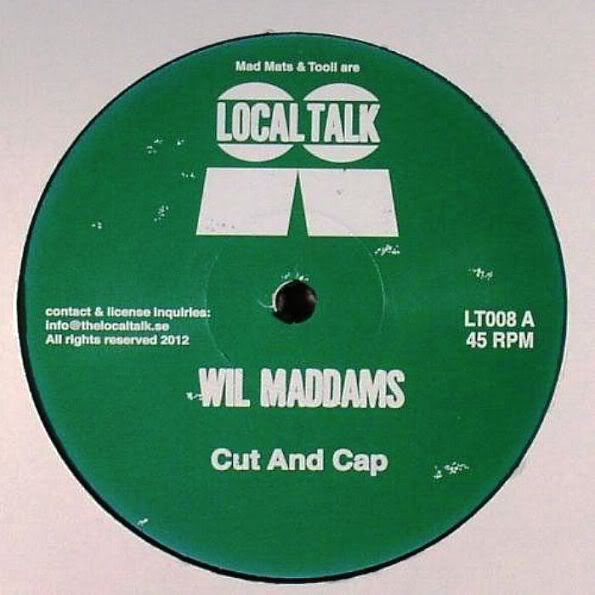 Mad Mats & Tooli are
LOCAL TALK
contact & license inquiries:
info@thelocaltalk.se
All rights reserved 2012
LT008 A
45 RPM
WIL MADDAMS
Cut And Cap